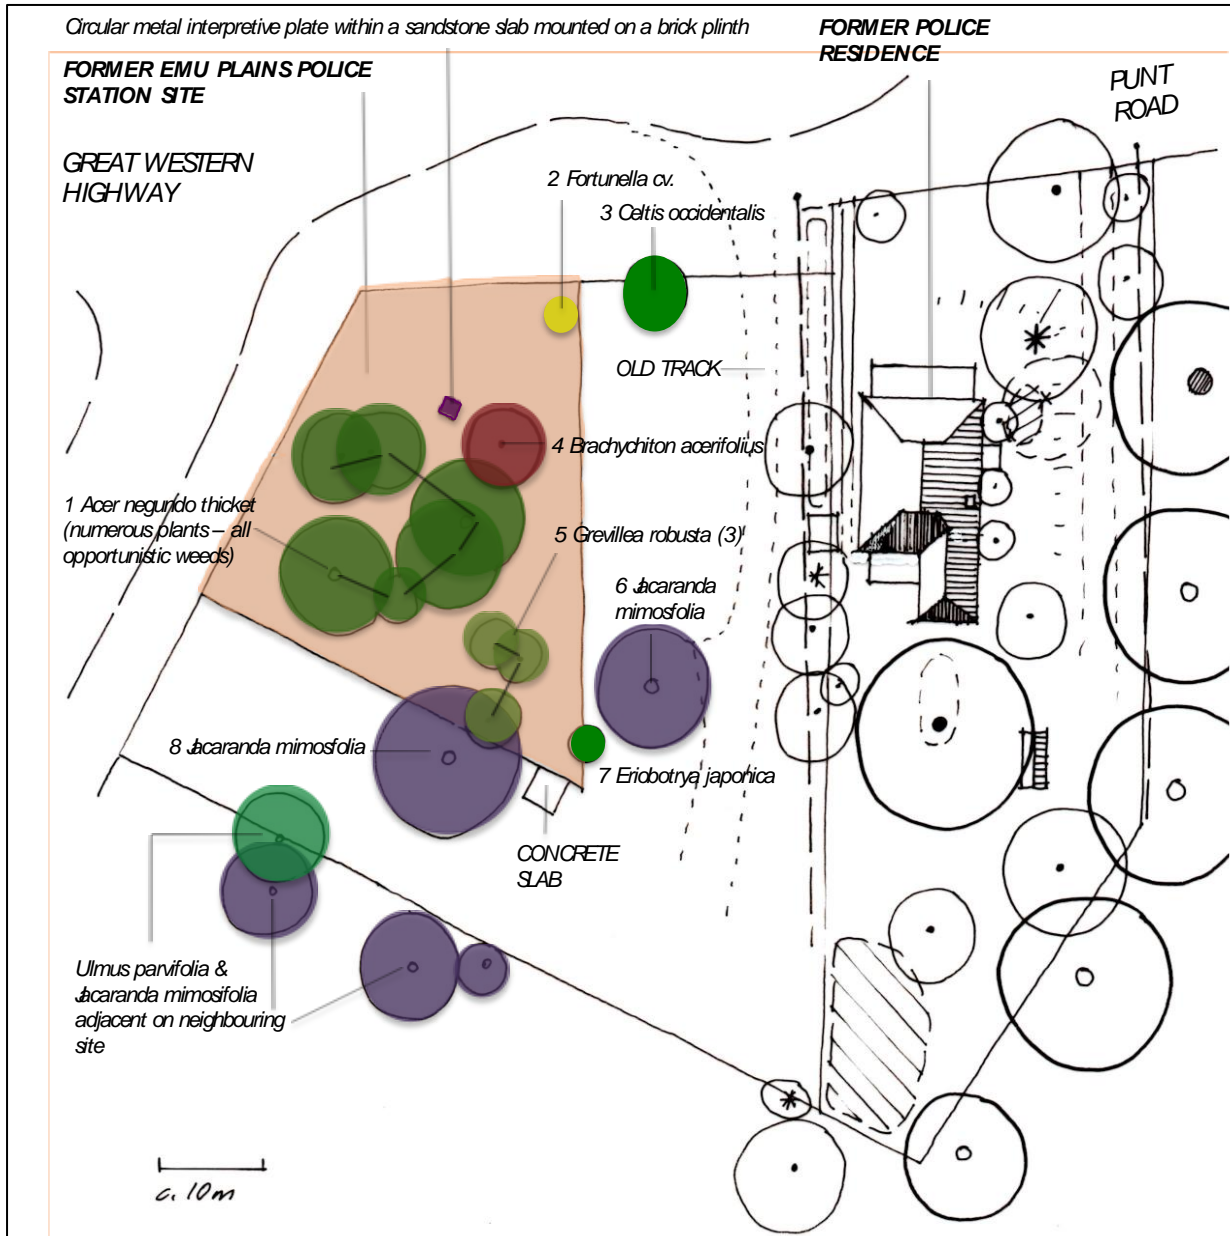 Circular metal interpretive plate within a sandstone slab mounted on a brick plinth
FORMER POLICE
RESIDENCE
FORMER EMU PLAINS POLICE
STATION SITE
PUNT
ROAD
GREAT WESTERN
HIGHWAY
2 Fortunella cv.
3 Celtis occidentalis
OLD TRACK
4 Brachychiton acerifolius
1 Acer negundo thicket
(numerous plants – all
opportunistic weeds)
5 Grevillea robusta (3)
6 Jacaranda
mimosfolia
8 Jacaranda mimosfolia
7 Eriobotrya japonica
CONCRETE
SLAB
Ulmus parvifolia &
Jacaranda mimosifolia
adjacent on neighbouring
site
c. 10m